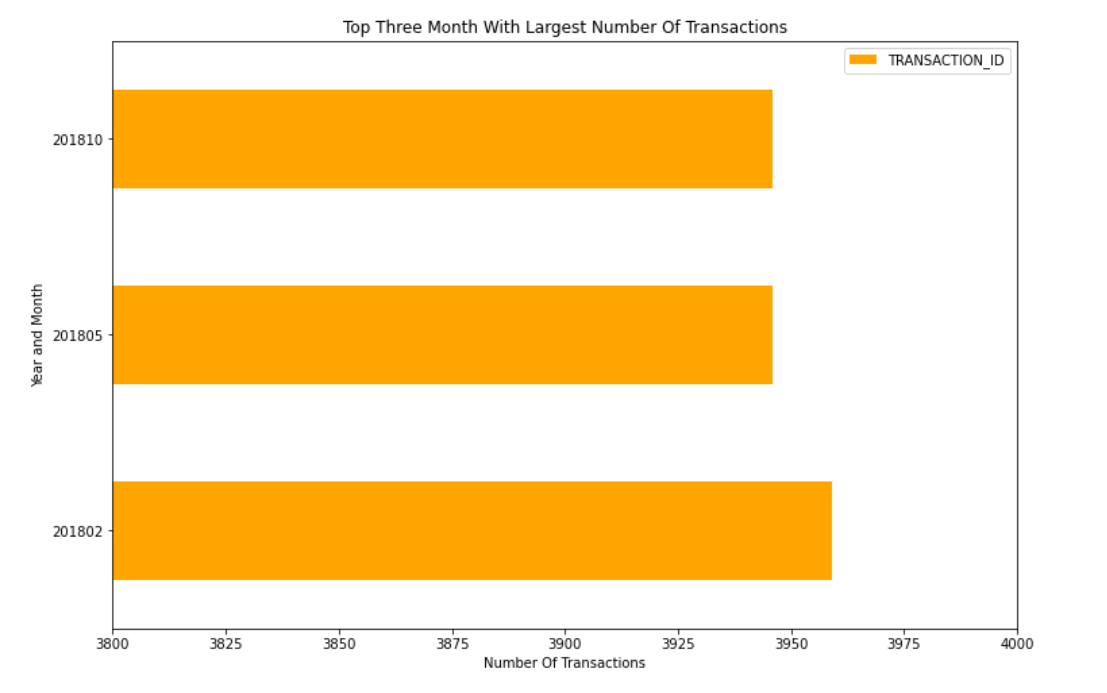 Top Three Month With Largest Number Of Transactions
TRANSACTION_ID
201810
201805
201802
Year and Month
3800 3825 3850 3875 3900 3925 3950 3975 4000
Number Of Transactions